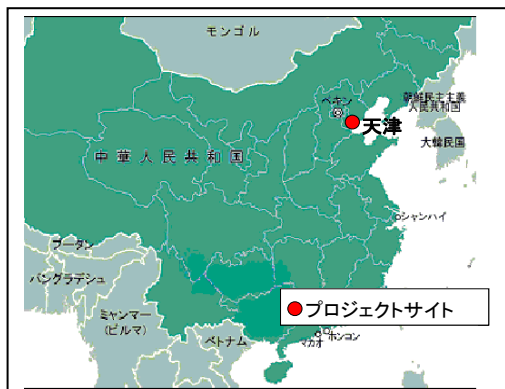 モンゴル
ペキン
朝鮮民主主義
人民共和国
天津
大韓民国
中華人民共和国
シャンハイ
ブータン
バングラデシュ
プロジェクトサイト
ミャンマー
(ビルマ)
ベトナム
ホンコン
マカオ